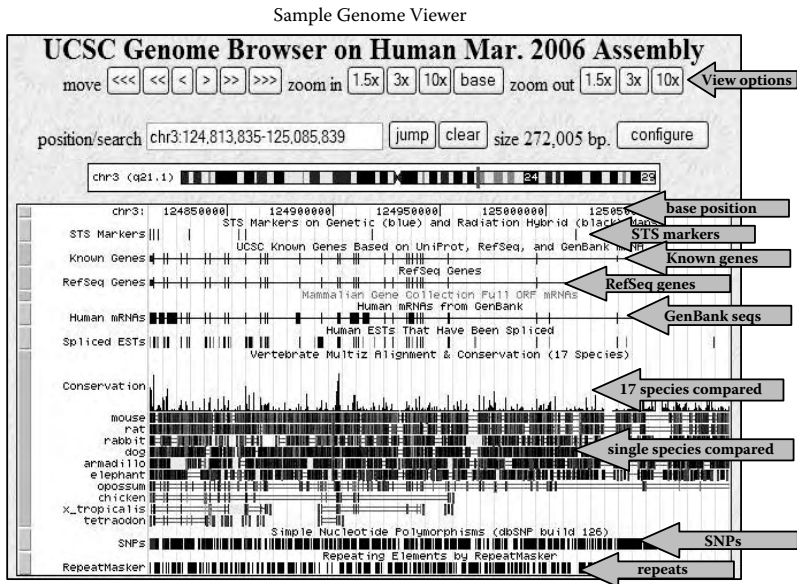 Sample Genome Viewer
UCSC Genome Browser on Human Mar. 2006 Assembly
move <<< << < > >> >>> zoom in 1.5x 3x 10x base zoom out 1.5x 3x 10x
View options
position/search chr3:124,813,835-125,085,839 jump clear size 272,005 bp. configure
chr3 (q21.1) 24 29
chr3: 124850000| 124900000| 124950000| 125000000| 12505
base position
STS Markers on Genetic (blue) and Radiation Hybrid (black) Maps
STS Markers
STS markers
UCSC Known Genes Based on UniProt, RefSeq, and GenBank mRNA
Known Genes
Known genes
RefSeq Genes
RefSeq Genes
RefSeq genes
Mammalian Gene Collection Full ORF mRNAs
Human mRNAs from GenBank
Human mRNAs
GenBank seqs
Human ESTs That Have Been Spliced
Spliced ESTs
Vertebrate Multiz Alignment & Conservation (17 Species)
Conservation
17 species compared
mouse
rat
rabbit
dog
single species compared
armadillo
elephant
opossum
chicken
x_tropicalis
tetraodon
Simple Nucleotide Polymorphisms (dbSNP build 126)
SNPs
SNPs
Repeating Elements by RepeatMasker
RepeatMasker
repeats